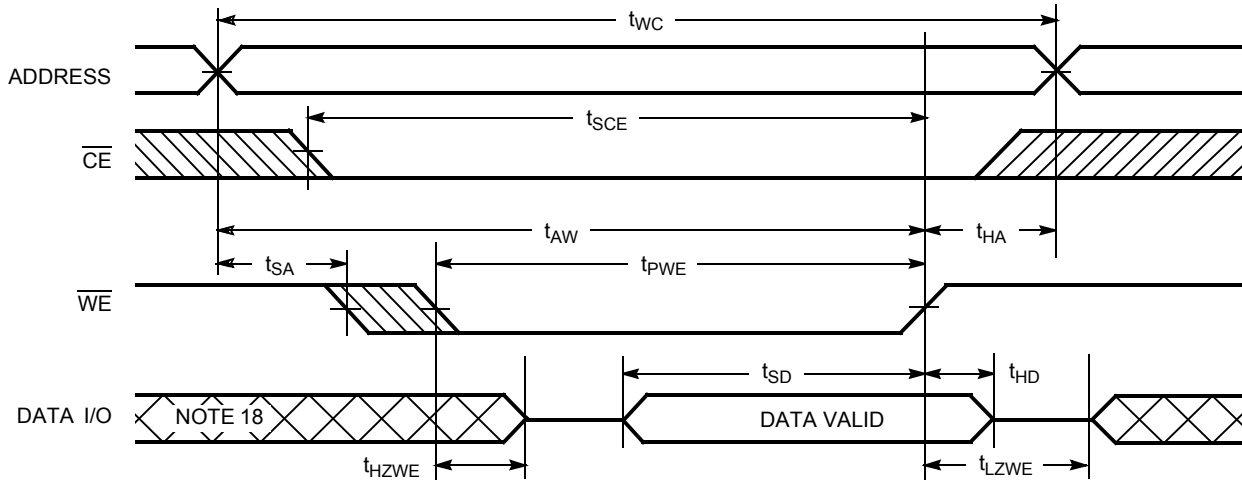 tWC
ADDRESS
tSCE
CE
tAW
tHA
tSA
tPWE
WE
tSD
tHD
DATA I/O
NOTE 18
DATA VALID
tHZWE
tLZWE